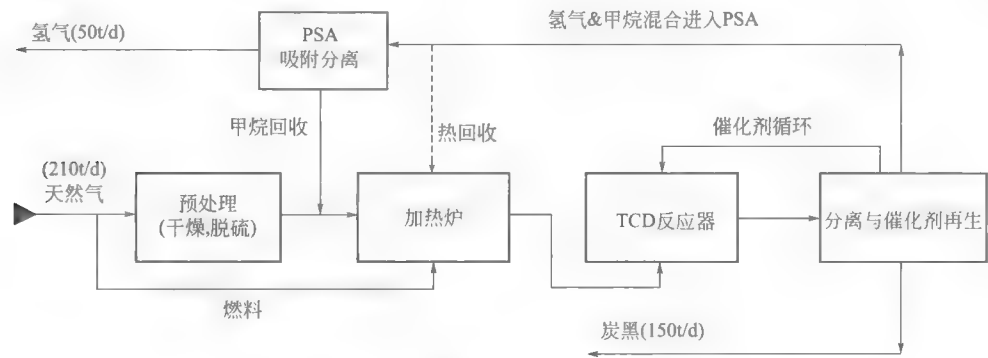 氢气(50t/d)
PSA
吸附分离
氢气&甲烷混合进入PSA
甲烷回收
热回收
催化剂循环
(210t/d)
天然气
预处理
(干燥,脱硫)
加热炉
TCD反应器
分离与催化剂再生
燃料
炭黑(150t/d)